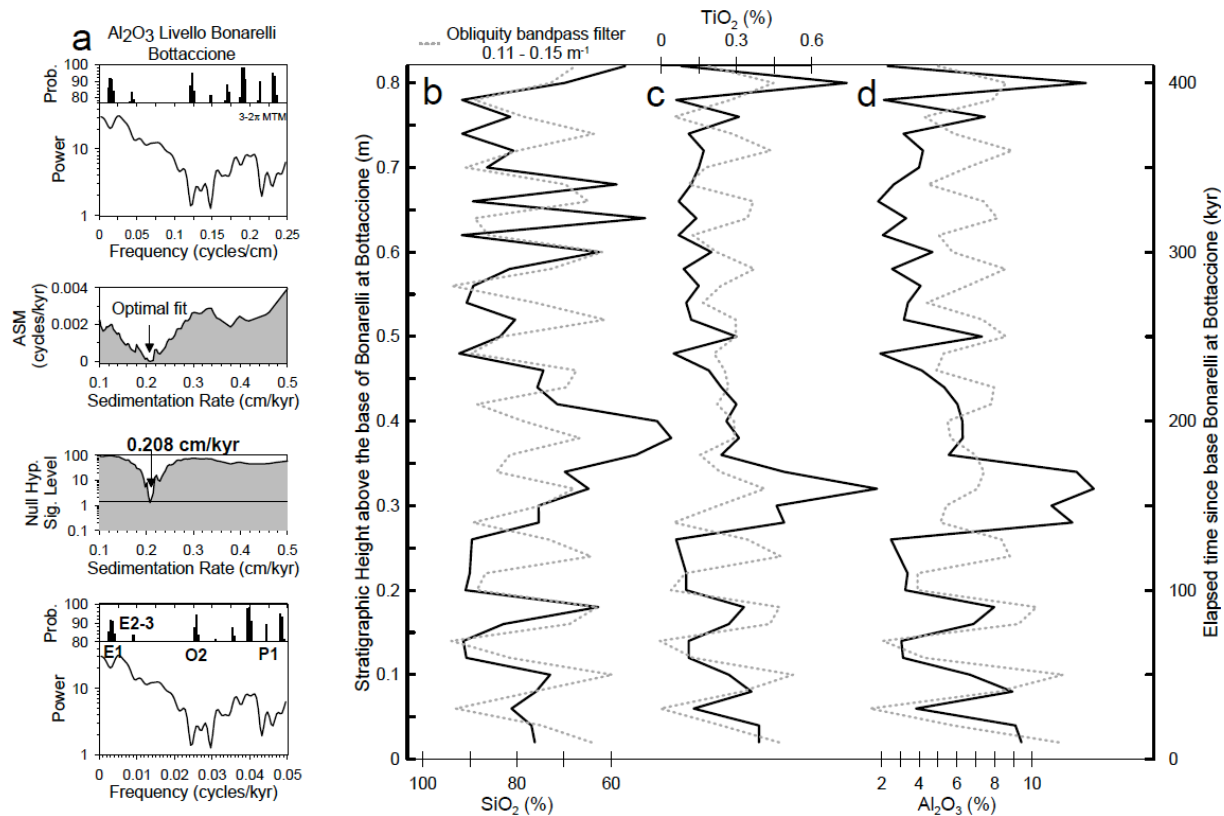 a
Al2O3 Livello Bonarelli
Bottaccione
Prob.
100
90
80
3-2π MTM
Power
10
1
0 0.05 0.1 0.15 0.2 0.25
Frequency (cycles/cm)
ASM
(cycles/kyr)
0.004
0.002
0
Optimal fit
0.1 0.2 0.3 0.4 0.5
Sedimentation Rate (cm/kyr)
0.208 cm/kyr
Null Hyp.
Sig. Level
100
10
1
0.1
0.1 0.2 0.3 0.4 0.5
Sedimentation Rate (cm/kyr)
Prob.
100
90
80
E2-3
E1 O2 P1
Power
10
1
0 0.01 0.02 0.03 0.04 0.05
Frequency (cycles/kyr)
Obliquity bandpass filter
0.11 - 0.15 m-1
TiO2 (%)
0 0.3 0.6
b c d
Stratigraphic Height above the base of Bonarelli at Bottaccione (m)
0.8
0.7
0.6
0.5
0.4
0.3
0.2
0.1
0
100 80 60
SiO2 (%)
2 4 6 8 10
Al2O3 (%)
400
300
200
100
0
Elapsed time since base Bonarelli at Bottaccione (kyr)